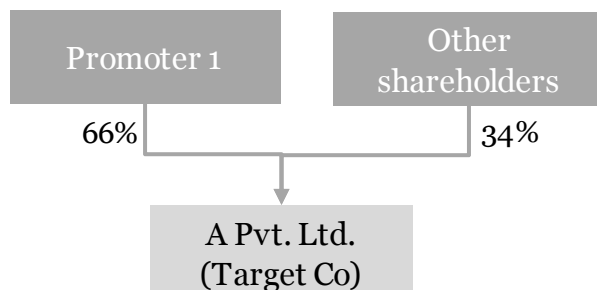 Promoter 1
Other
shareholders
66%
34%
A Pvt. Ltd.
(Target Co)